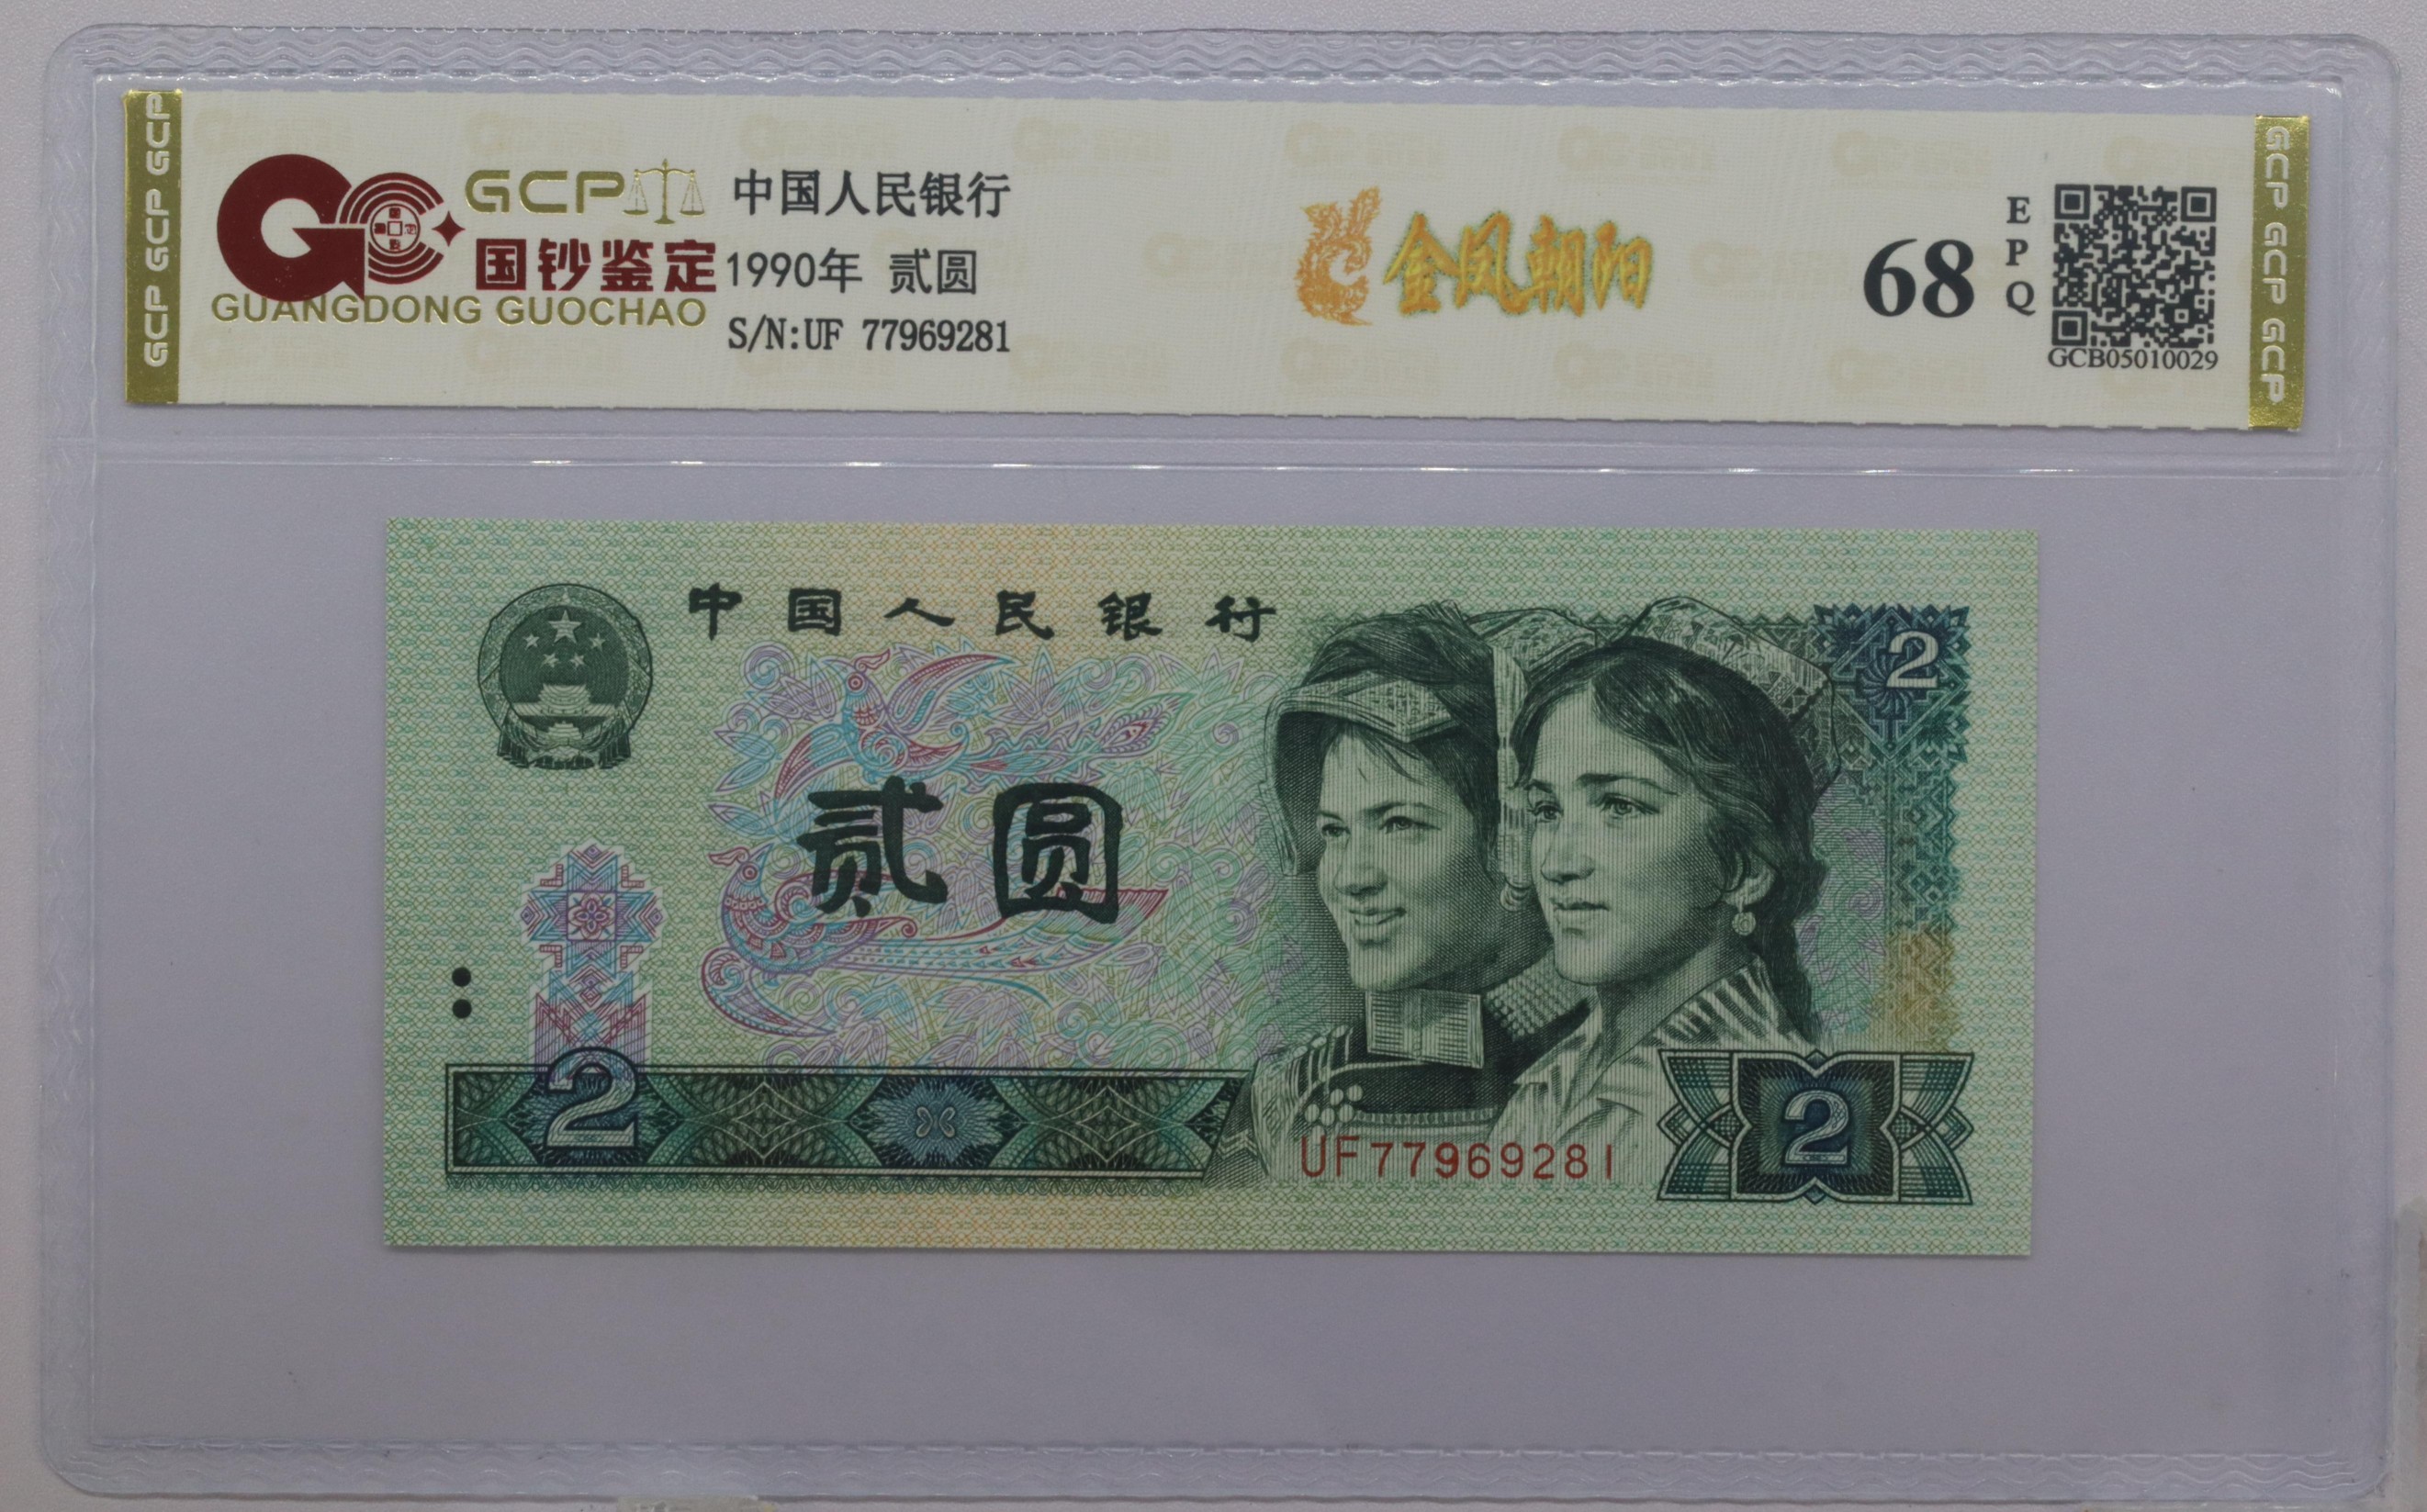 GCP GCP GCP
GCP
国钞鉴定
GUANGDONG GUOCHAO
中国人民银行
1990年 贰圆
S/N:UF 77969281
金凤朝阳
68
EPQ
GCB05010029
GCP GCP GCP
中国人民银行
2
贰圆
2
UF77969281
2